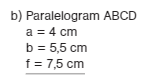 b) Paralelogram ABCD
a = 4 cm
b = 5,5 cm
f = 7,5 cm